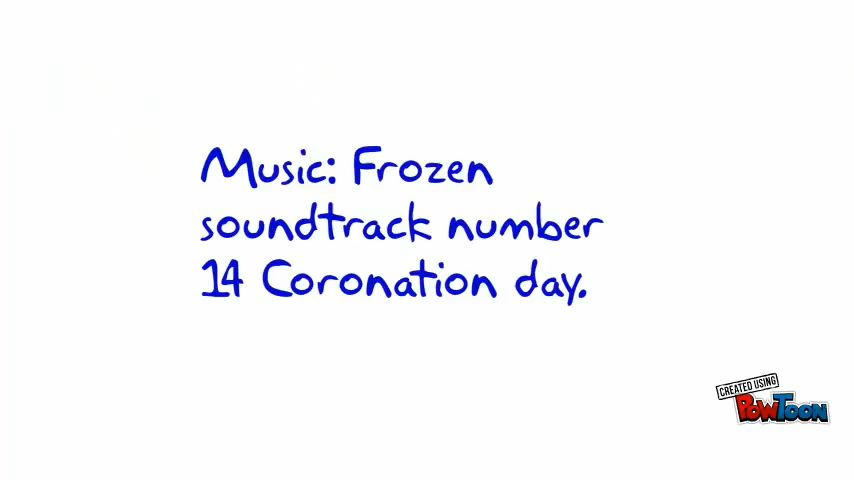 Music: Frozen
soundtrack number
14 Coronation day.
CREATED USING
POWTOON